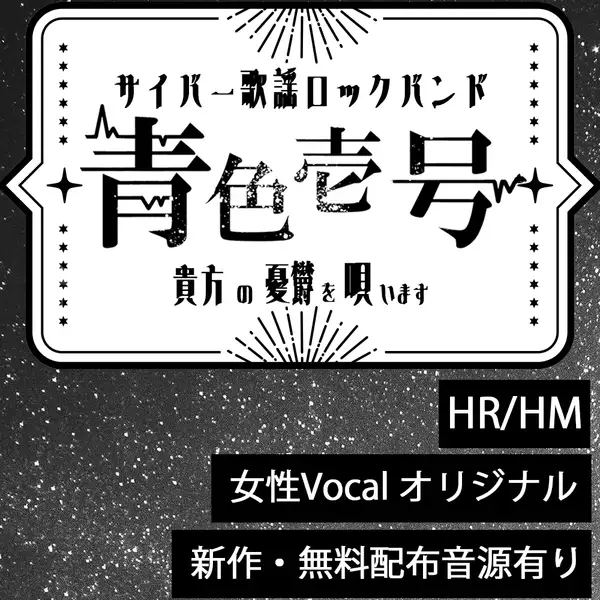 サイバー歌謡ロックバンド
青色壱号
貴方の憂欝を唄います
HR/HM
女性Vocal オリジナル
新作・無料配布音源有り